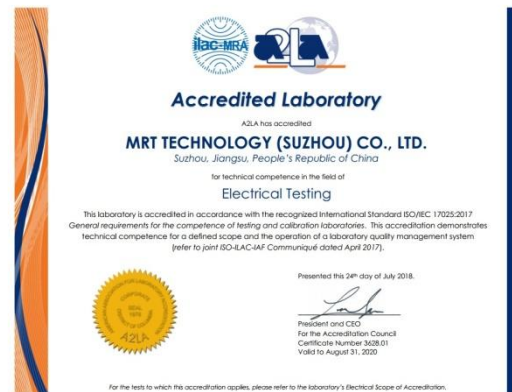 ilac-MRA
A2LA
Accredited Laboratory
A2LA has accredited
MRT TECHNOLOGY (SUZHOU) CO., LTD.
Suzhou, Jiangsu, People's Republic of China
for technical competence in the field of
Electrical Testing
This laboratory is accredited in accordance with the recognized International Standard ISO/IEC 17025:2017
General requirements for the competence of testing and calibration laboratories. This accreditation demonstrates
technical competence for a defined scope and the operation of a laboratory quality management system
(refer to joint ISO-ILAC-IAF Communiqué dated April 2017).
Presented this 24th day of July 2018.
President and CEO
For the Accreditation Council
Certificate Number 3628.01
Valid to August 31, 2020
CORPORATE
SEAL
1978
A2LA
For the tests to which this accreditation applies, please refer to the laboratory's Electrical Scope of Accreditation.